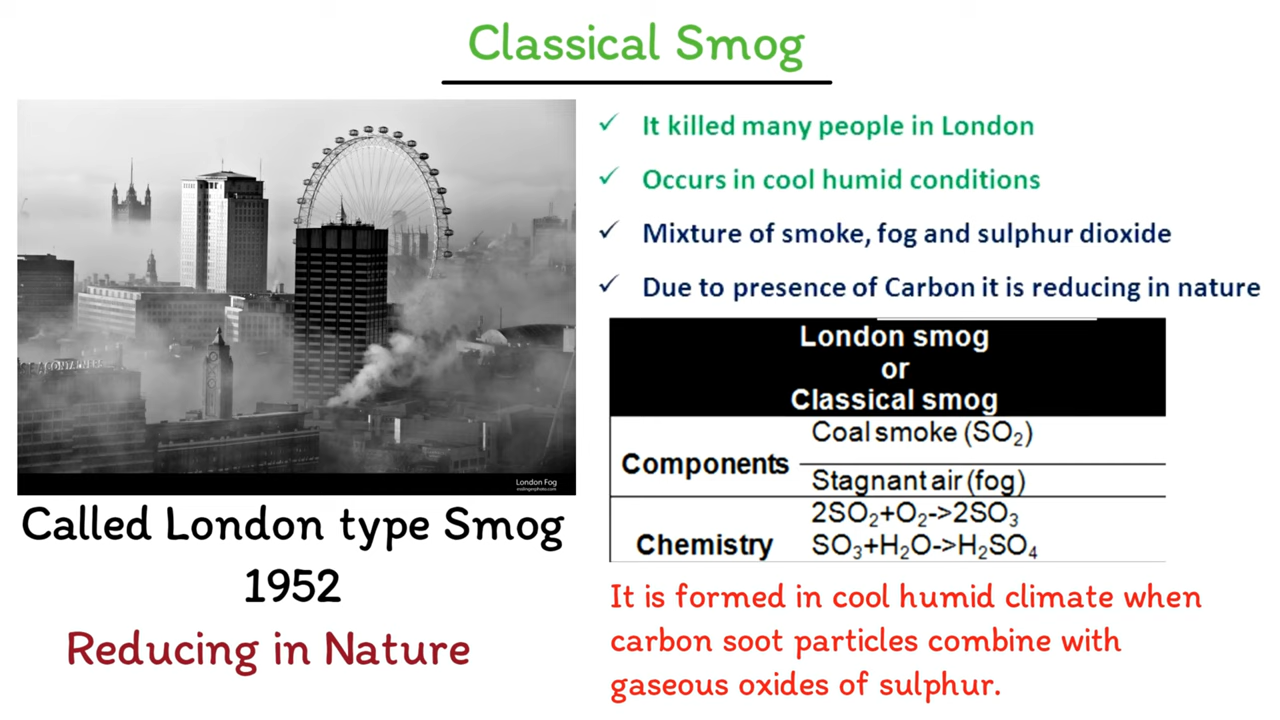 Classical Smog
London Fog
Called London type Smog
1952
Reducing in Nature
✓ It killed many people in London
✓ Occurs in cool humid conditions
✓ Mixture of smoke, fog and sulphur dioxide
✓ Due to presence of Carbon it is reducing in nature
London smog
or
Classical smog
Components
Coal smoke (SO₂)
Stagnant air (fog)
Chemistry
2SO₂+O₂->2SO₃
SO₃+H₂O->H₂SO₄
It is formed in cool humid climate when
carbon soot particles combine with
gaseous oxides of sulphur.